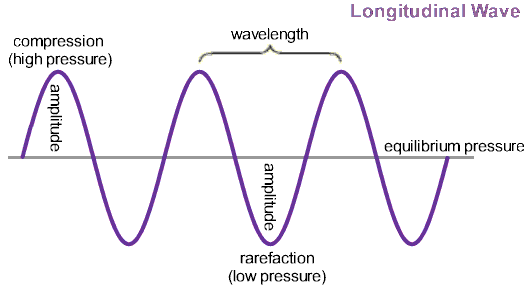 Longitudinal Wave
compression
(high pressure)
wavelength
amplitude
equilibrium pressure
amplitude
rarefaction
(low pressure)